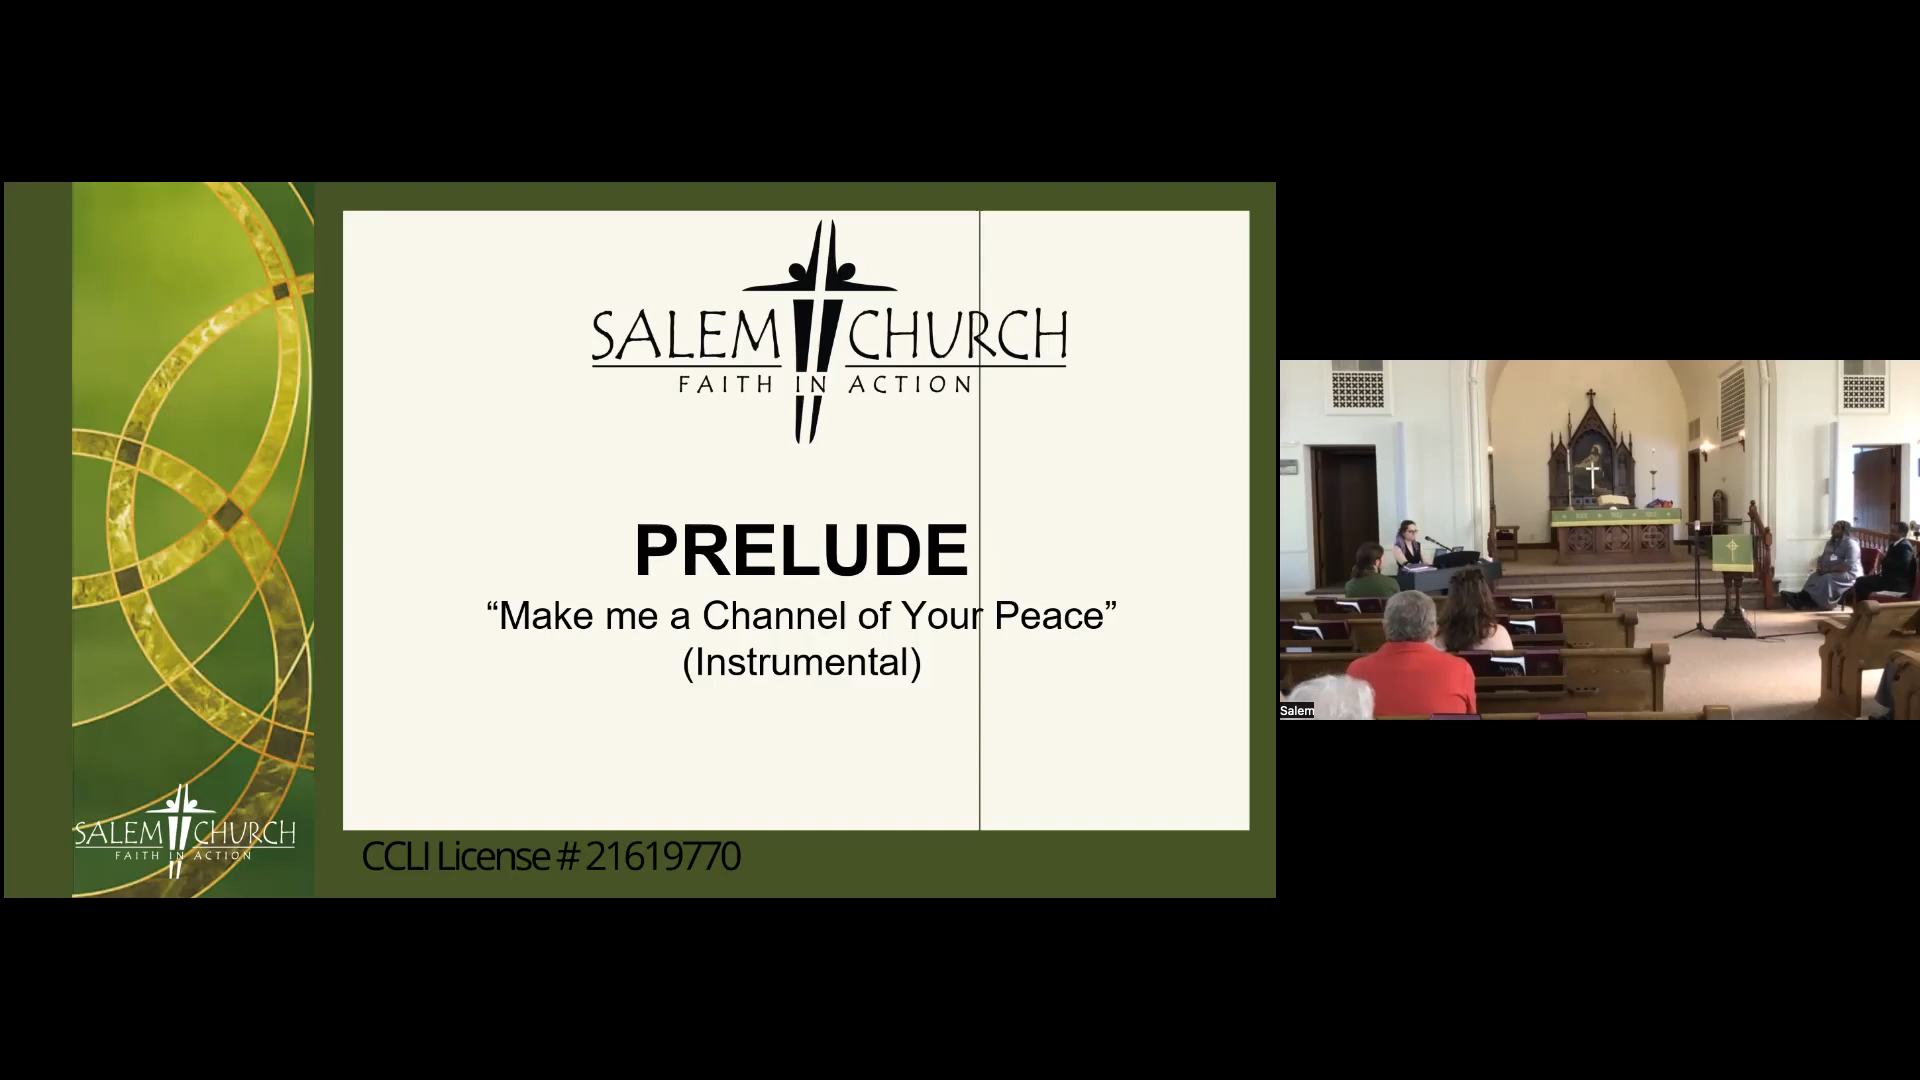 SALEM CHURCH
FAITH IN ACTION
PRELUDE
“Make me a Channel of Your Peace”
(Instrumental)
SALEM CHURCH
FAITH IN ACTION
CCLI License # 21619770
Salem